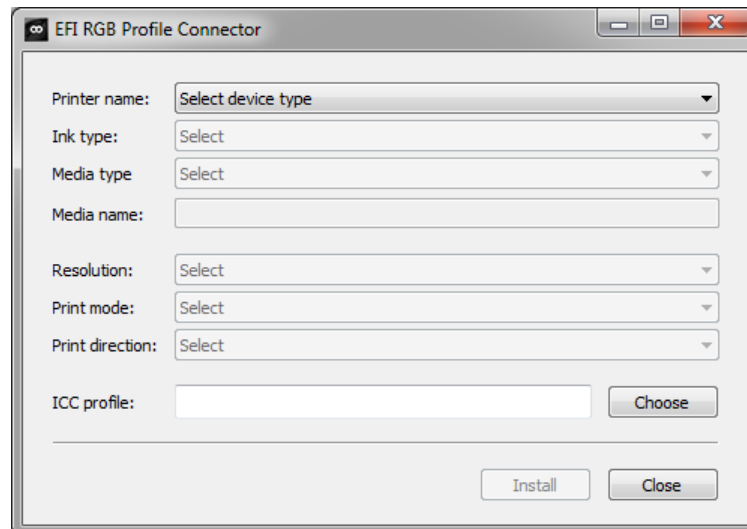 EFI RGB Profile Connector
Printer name: Select device type
Ink type: Select
Media type Select
Media name:
Resolution: Select
Print mode: Select
Print direction: Select
ICC profile: Choose
Install Close